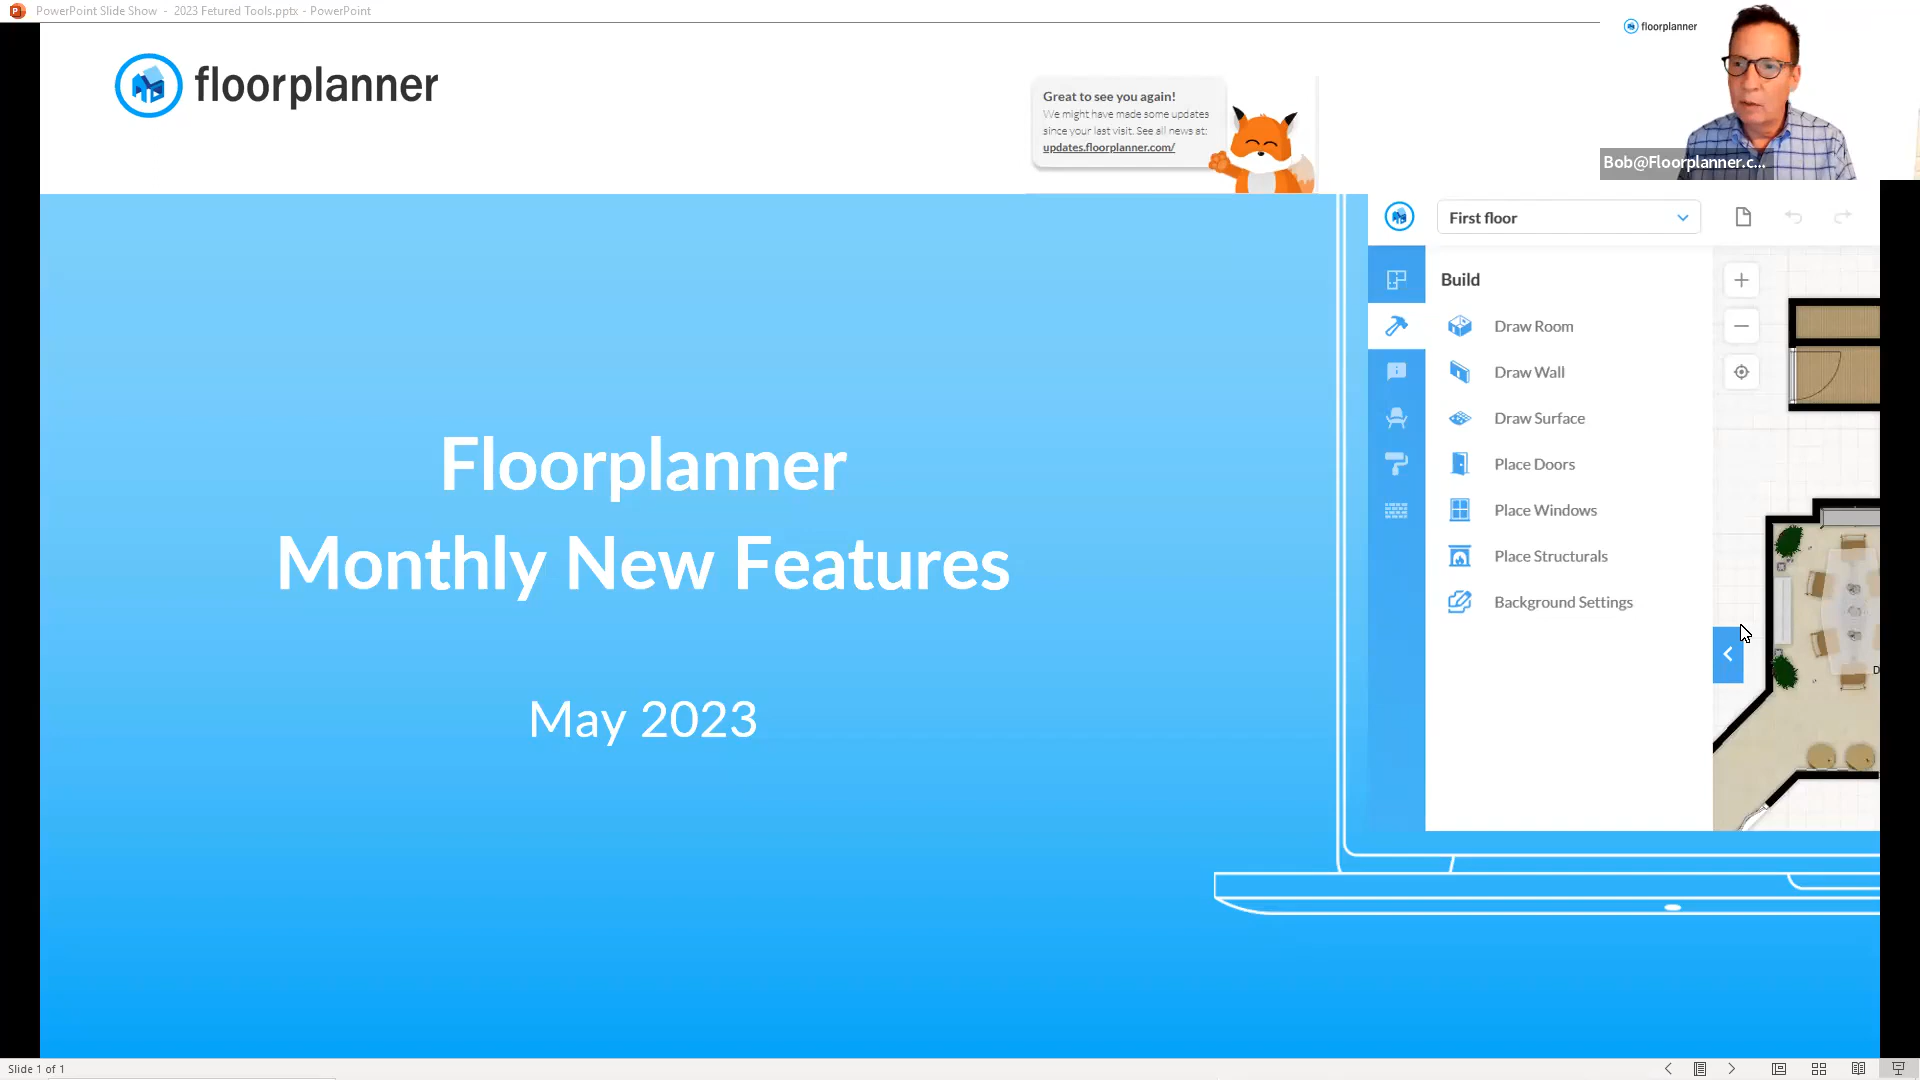 PowerPoint Slide Show - 2023 Fetured Tools.pptx - PowerPoint
floorplanner
floorplanner
Great to see you again!
We might have made some updates
since your last visit. See all news at:
updates.floorplanner.com/
Bob@Floorplanner.c...
First floor
Build
Draw Room
Draw Wall
Draw Surface
Place Doors
Place Windows
Place Structurals
Background Settings
D
Floorplanner
Monthly New Features
May 2023
Slide 1 of 1